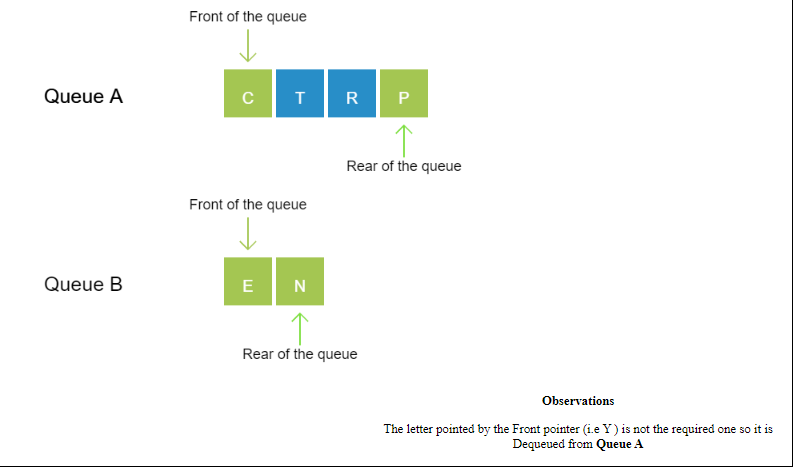 Front of the queue
Queue A
C T R P
Rear of the queue
Front of the queue
Queue B
E N
Rear of the queue
Observations
The letter pointed by the Front pointer (i.e Y ) is not the required one so it is
Dequeued from Queue A